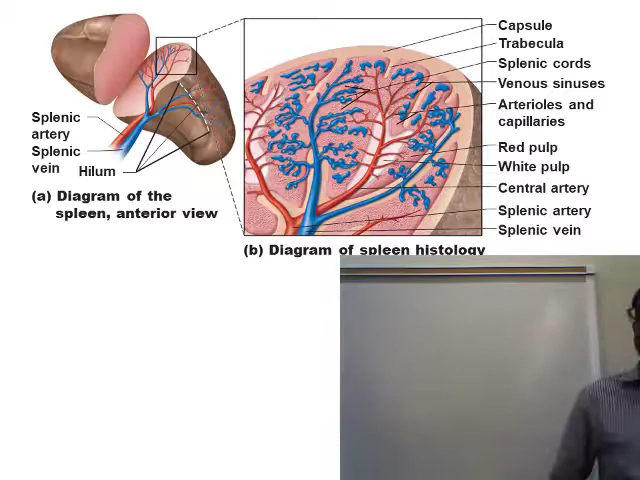 Capsule
Trabecula
Splenic cords
Venous sinuses
Arterioles and
capillaries
Red pulp
White pulp
Central artery
Splenic artery
Splenic vein
Splenic
artery
Splenic
vein
Hilum
(a) Diagram of the
spleen, anterior view
(b) Diagram of spleen histology